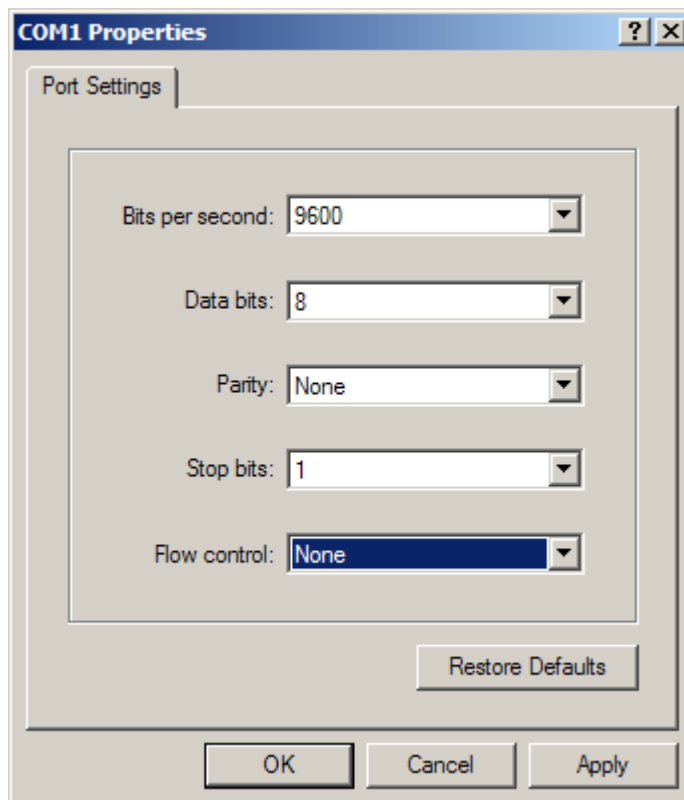 COM1 Properties
Port Settings
Bits per second: 9600
Data bits: 8
Parity: None
Stop bits: 1
Flow control: None
Restore Defaults
OK Cancel Apply